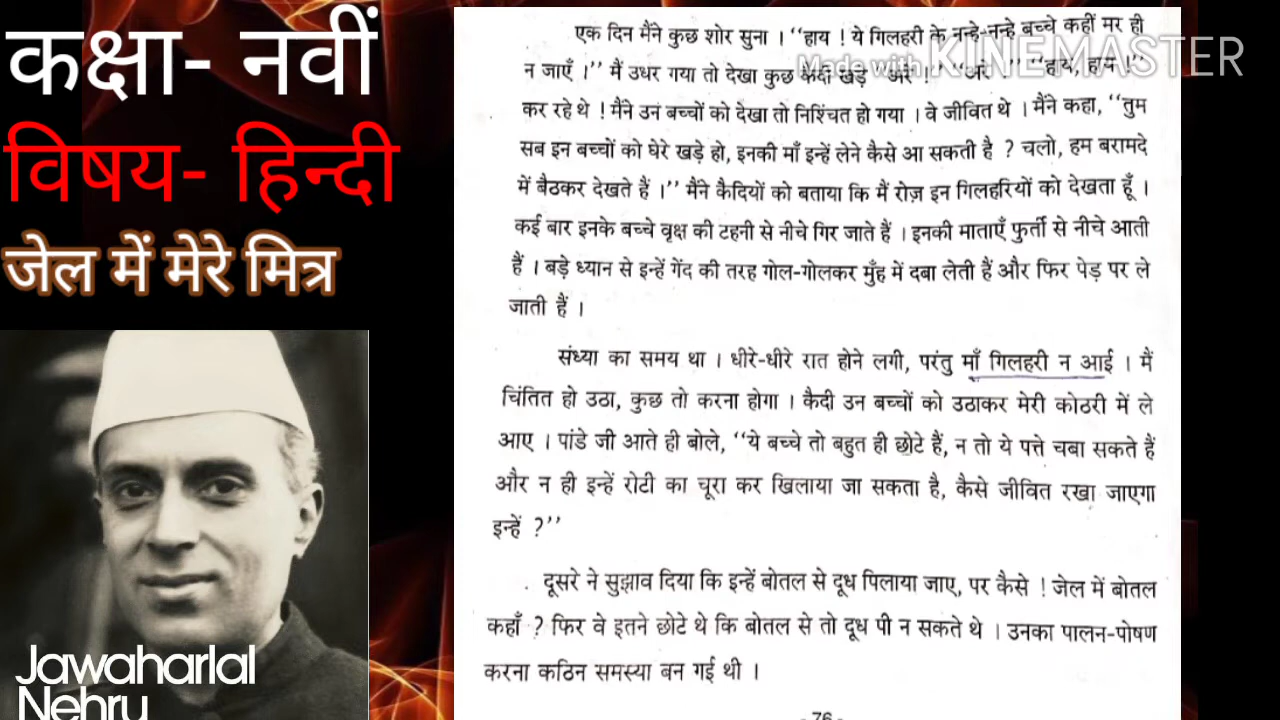 कक्षा- नवीं
विषय- हिन्दी
जेल में मेरे मित्र
Jawaharlal
Nehru
एक दिन मैंने कुछ शोर सुना । ‘‘हाय ! ये गिलहरी के नन्हे-नन्हे बच्चे कहीं मर ही
Made with KINEMASTER
न जाएँ ।’’ मैं उधर गया तो देखा कुछ कैदी खड़े ‘‘अरे !’’ ‘‘अरे !’’ ‘‘हाय, हाय !’’
कर रहे थे ! मैंने उन बच्चों को देखा तो निश्चिंत हो गया । वे जीवित थे । मैंने कहा, ‘‘तुम
सब इन बच्चों को घेरे खड़े हो, इनकी माँ इन्हें लेने कैसे आ सकती है ? चलो, हम बरामदे
में बैठकर देखते हैं ।’’ मैंने कैदियों को बताया कि मैं रोज़ इन गिलहरियों को देखता हूँ ।
कई बार इनके बच्चे वृक्ष की टहनी से नीचे गिर जाते हैं । इनकी माताएँ फुर्ती से नीचे आती
हैं । बड़े ध्यान से इन्हें गेंद की तरह गोल-गोलकर मुँह में दबा लेती हैं और फिर पेड़ पर ले
जाती हैं ।
संध्या का समय था । धीरे-धीरे रात होने लगी, परंतु माँ गिलहरी न आई । मैं
चिंतित हो उठा, कुछ तो करना होगा । कैदी उन बच्चों को उठाकर मेरी कोठरी में ले
आए । पांडे जी आते ही बोले, ‘‘ये बच्चे तो बहुत ही छोटे हैं, न तो ये पत्ते चबा सकते हैं
और न ही इन्हें रोटी का चूरा कर खिलाया जा सकता है, कैसे जीवित रखा जाएगा
इन्हें ?’’
दूसरे ने सुझाव दिया कि इन्हें बोतल से दूध पिलाया जाए, पर कैसे ! जेल में बोतल
कहाँ ? फिर वे इतने छोटे थे कि बोतल से तो दूध पी न सकते थे । उनका पालन-पोषण
करना कठिन समस्या बन गई थी ।
- 76 -